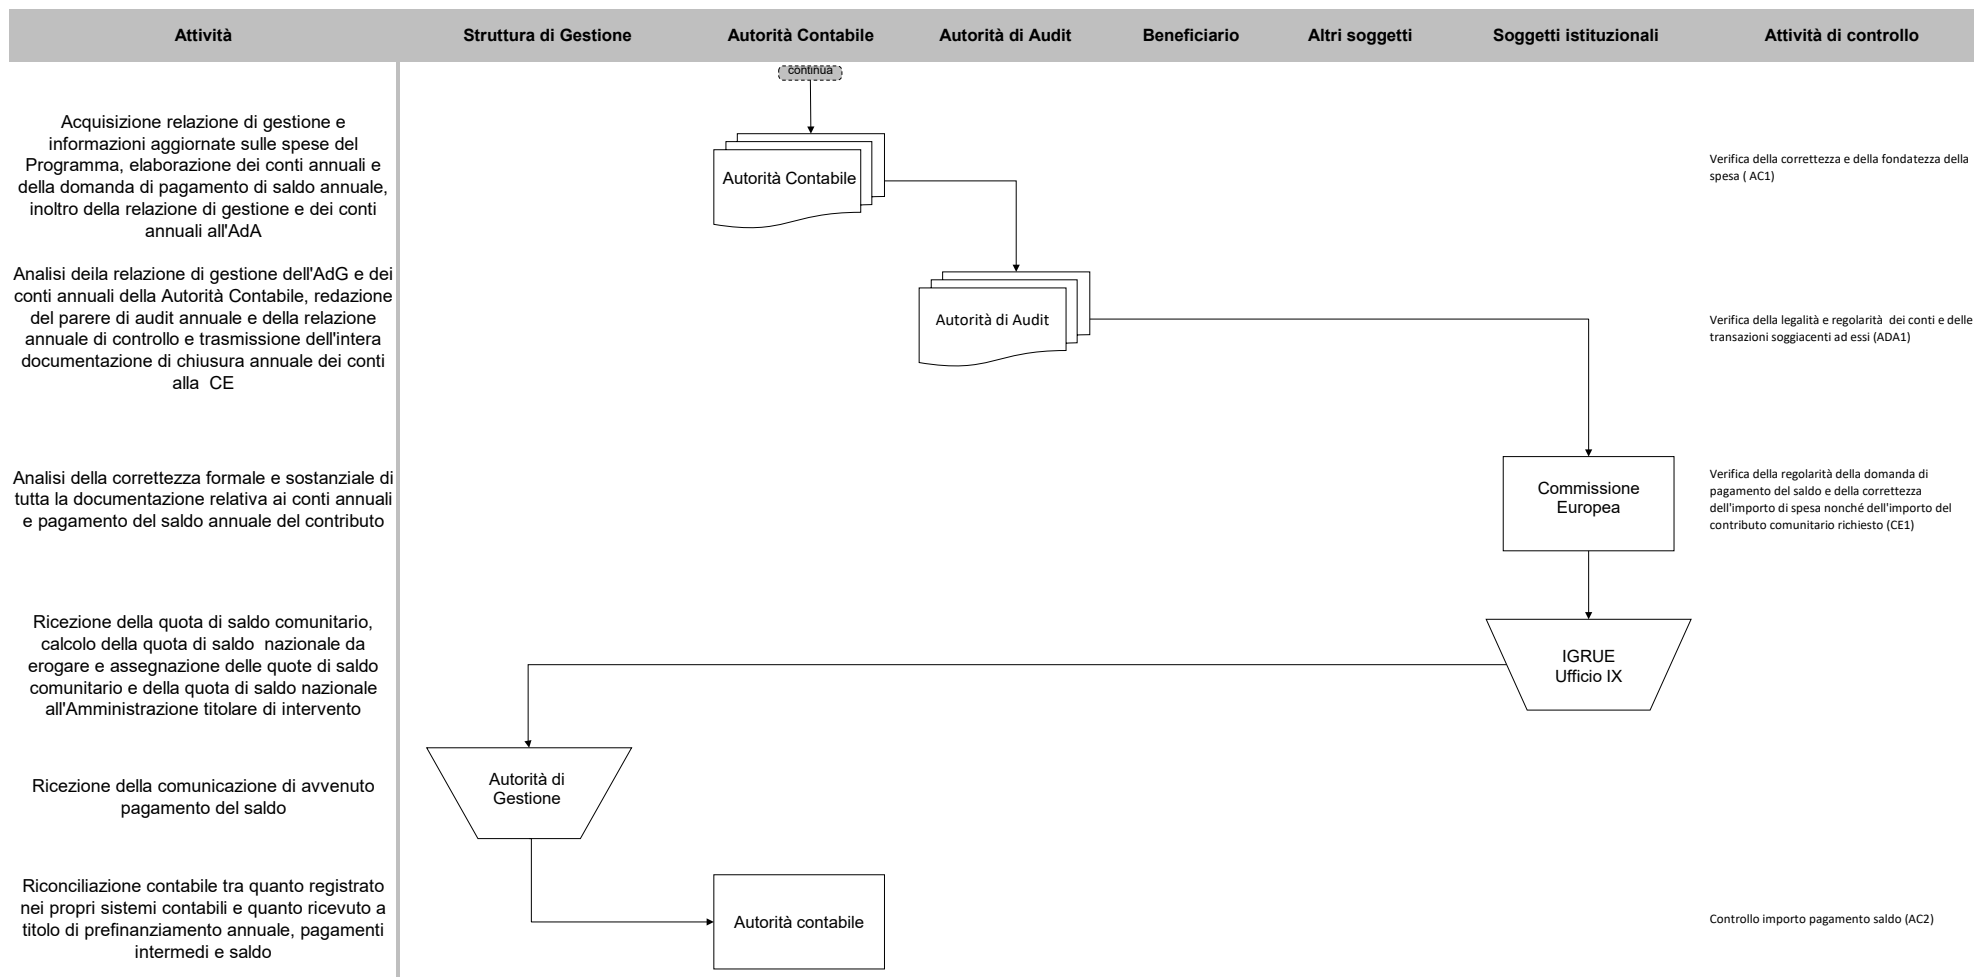 Attività Struttura di Gestione Autorità Contabile Autorità di Audit Beneficiario Altri soggetti Soggetti istituzionali Attività di controllo
continua
Acquisizione relazione di gestione e
informazioni aggiornate sulle spese del
Programma, elaborazione dei conti annuali e
della domanda di pagamento di saldo annuale,
inoltro della relazione di gestione e dei conti
annuali all'AdA
Autorità Contabile
Verifica della correttezza e della fondatezza della
spesa ( AC1)
Analisi deila relazione di gestione dell'AdG e dei
conti annuali della Autorità Contabile, redazione
del parere di audit annuale e della relazione
annuale di controllo e trasmissione dell'intera
documentazione di chiusura annuale dei conti
alla CE
Autorità di Audit
Verifica della legalità e regolarità dei conti e delle
transazioni soggiacenti ad essi (ADA1)
Analisi della correttezza formale e sostanziale di
tutta la documentazione relativa ai conti annuali
e pagamento del saldo annuale del contributo
Commissione
Europea
Verifica della regolarità della domanda di
pagamento del saldo e della correttezza
dell'importo di spesa nonché dell'importo del
contributo comunitario richiesto (CE1)
Ricezione della quota di saldo comunitario,
calcolo della quota di saldo nazionale da
erogare e assegnazione delle quote di saldo
comunitario e della quota di saldo nazionale
all'Amministrazione titolare di intervento
IGRUE
Ufficio IX
Ricezione della comunicazione di avvenuto
pagamento del saldo
Autorità di
Gestione
Riconciliazione contabile tra quanto registrato
nei propri sistemi contabili e quanto ricevuto a
titolo di prefinanziamento annuale, pagamenti
intermedi e saldo
Autorità contabile
Controllo importo pagamento saldo (AC2)